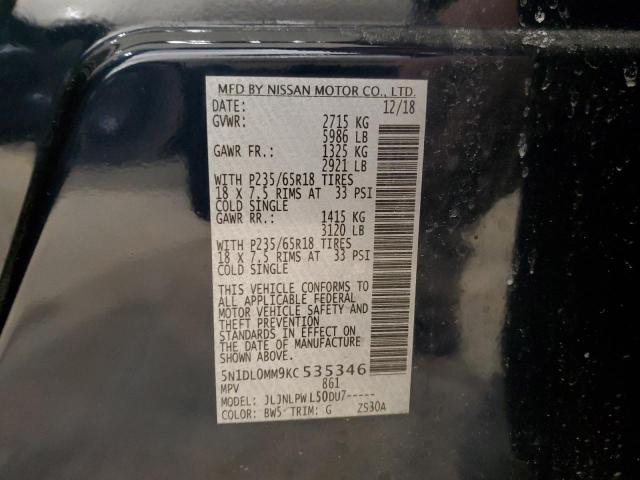 MFD BY NISSAN MOTOR CO., LTD.
DATE: 12/18
GVWR: 2715 KG
5986 LB
GAWR FR.: 1325 KG
2921 LB
WITH P235/65R18 TIRES
18 X 7.5 RIMS AT 33 PSI
COLD SINGLE
GAWR RR.: 1415 KG
3120 LB
WITH P235/65R18 TIRES
18 X 7.5 RIMS AT 33 PSI
COLD SINGLE
THIS VEHICLE CONFORMS TO
ALL APPLICABLE FEDERAL
MOTOR VEHICLE SAFETY AND
THEFT PREVENTION
STANDARDS IN EFFECT ON
THE DATE OF MANUFACTURE
SHOWN ABOVE.
5N1DL0MM9KC535346
MPV 861
MODEL: JLJNLPWL50DU7-----
COLOR: BW5 TRIM: G ZS30A